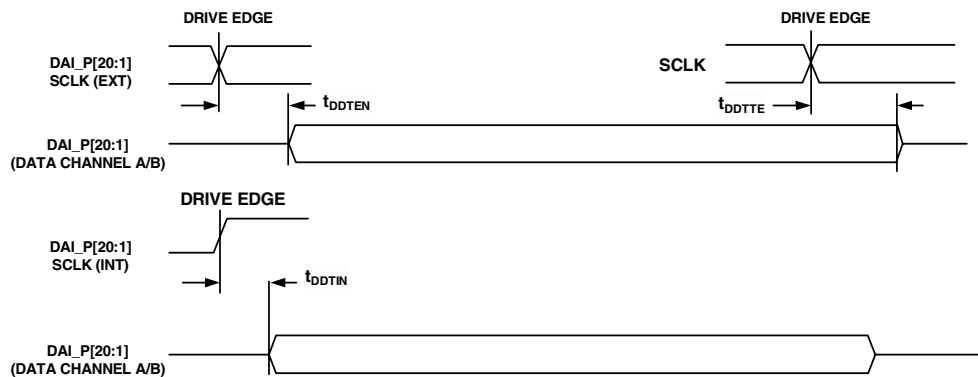 DRIVE EDGE
DRIVE EDGE
DAI_P[20:1]
SCLK (EXT)
SCLK
tDDTEN
tDDTTE
DAI_P[20:1]
(DATA CHANNEL A/B)
DRIVE EDGE
DAI_P[20:1]
SCLK (INT)
tDDTIN
DAI_P[20:1]
(DATA CHANNEL A/B)